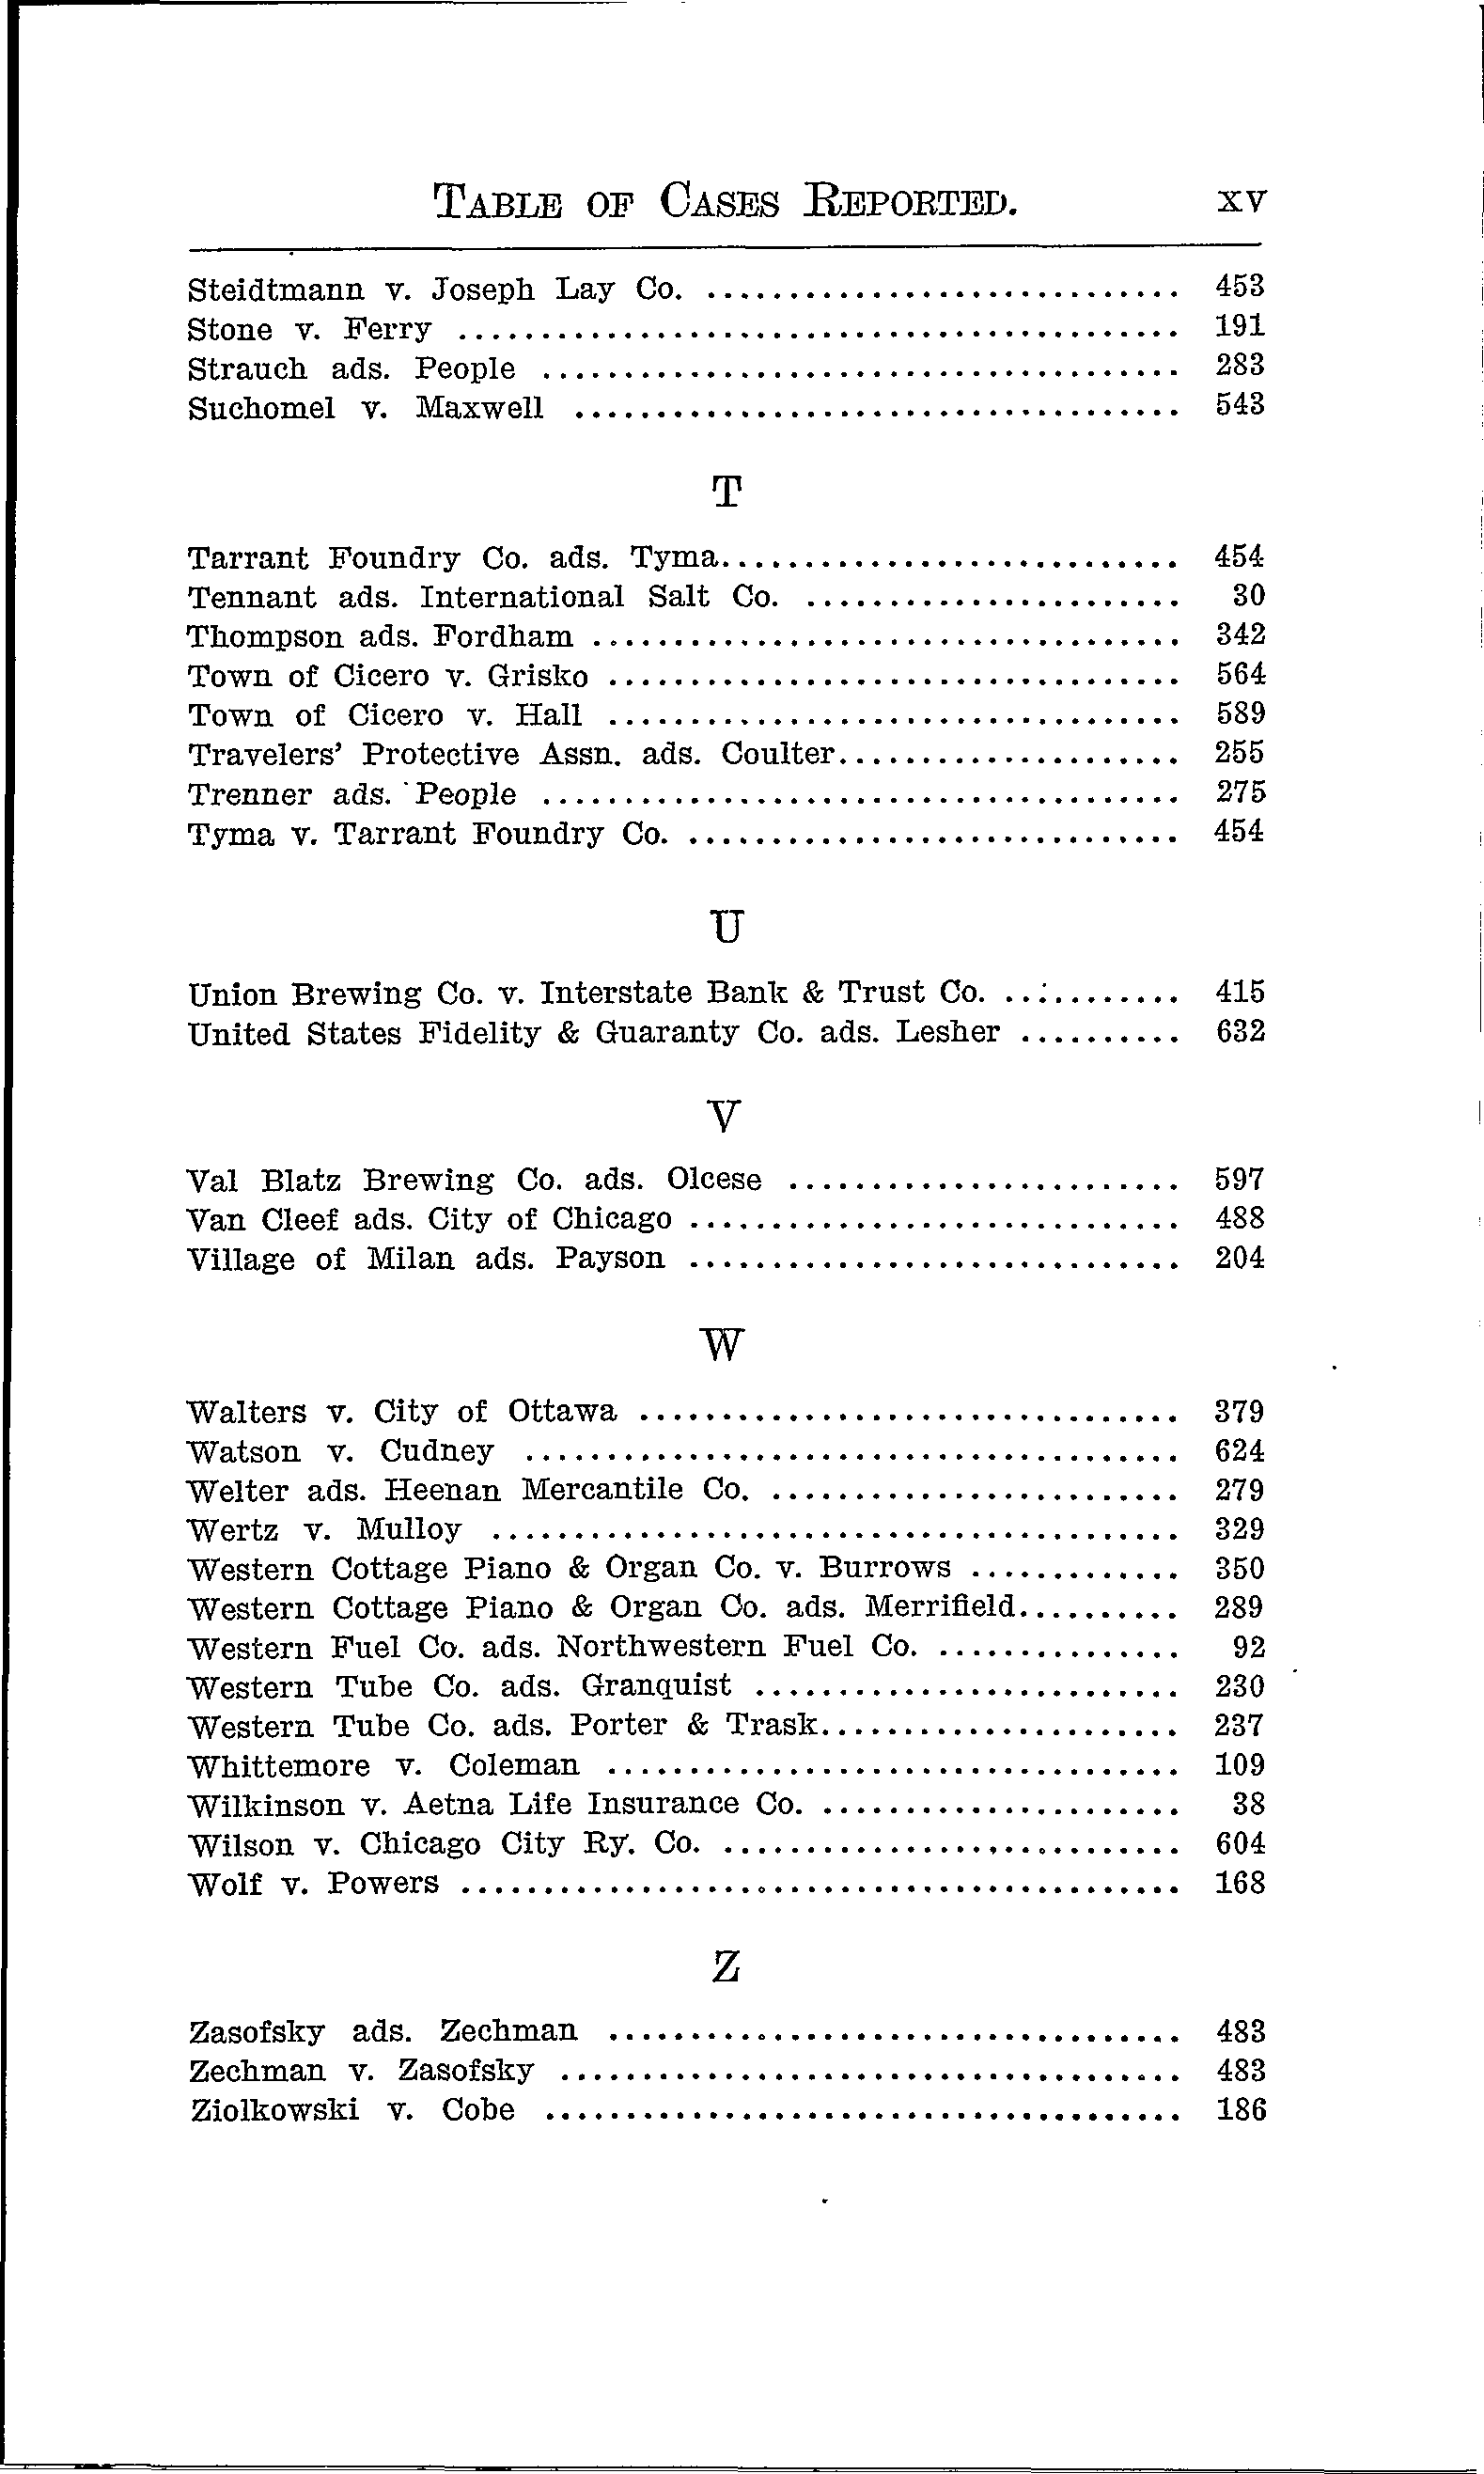 TABLE OF CASES REPORTED. XV
Steidtmann v. Joseph Lay Co. ............................. 453
Stone v. Ferry ............................................ 191
Strauch ads. People ....................................... 283
Suchomel v. Maxwell ..................................... 543
T
Tarrant Foundry Co. ads. Tyma............................ 454
Tennant ads. International Salt Co. ....................... 30
Thompson ads. Fordham .................................... 342
Town of Cicero v. Grisko ................................... 564
Town of Cicero v. Hall ................................... 589
Travelers' Protective Assn. ads. Coulter..................... 255
Trenner ads. People ....................................... 275
Tyma v. Tarrant Foundry Co. .............................. 454
U
Union Brewing Co. v. Interstate Bank & Trust Co. ........... 415
United States Fidelity & Guaranty Co. ads. Lesher .......... 632
V
Val Blatz Brewing Co. ads. Olcese ........................ 597
Van Cleef ads. City of Chicago .............................. 488
Village of Milan ads. Payson .............................. 204
W
Walters v. City of Ottawa ................................. 379
Watson v. Cudney ........................................ 624
Welter ads. Heenan Mercantile Co. ......................... 279
Wertz v. Mulloy .......................................... 329
Western Cottage Piano & Organ Co. v. Burrows ............. 350
Western Cottage Piano & Organ Co. ads. Merrifield.......... 289
Western Fuel Co. ads. Northwestern Fuel Co. ............... 92
Western Tube Co. ads. Granquist .......................... 230
Western Tube Co. ads. Porter & Trask...................... 237
Whittemore v. Coleman ................................... 109
Wilkinson v. Aetna Life Insurance Co. ...................... 38
Wilson v. Chicago City Ry. Co. ............................ 604
Wolf v. Powers ............................................ 168
Z
Zasofsky ads. Zechman ................................... 483
Zechman v. Zasofsky ...................................... 483
Ziolkowski v. Cobe ....................................... 186